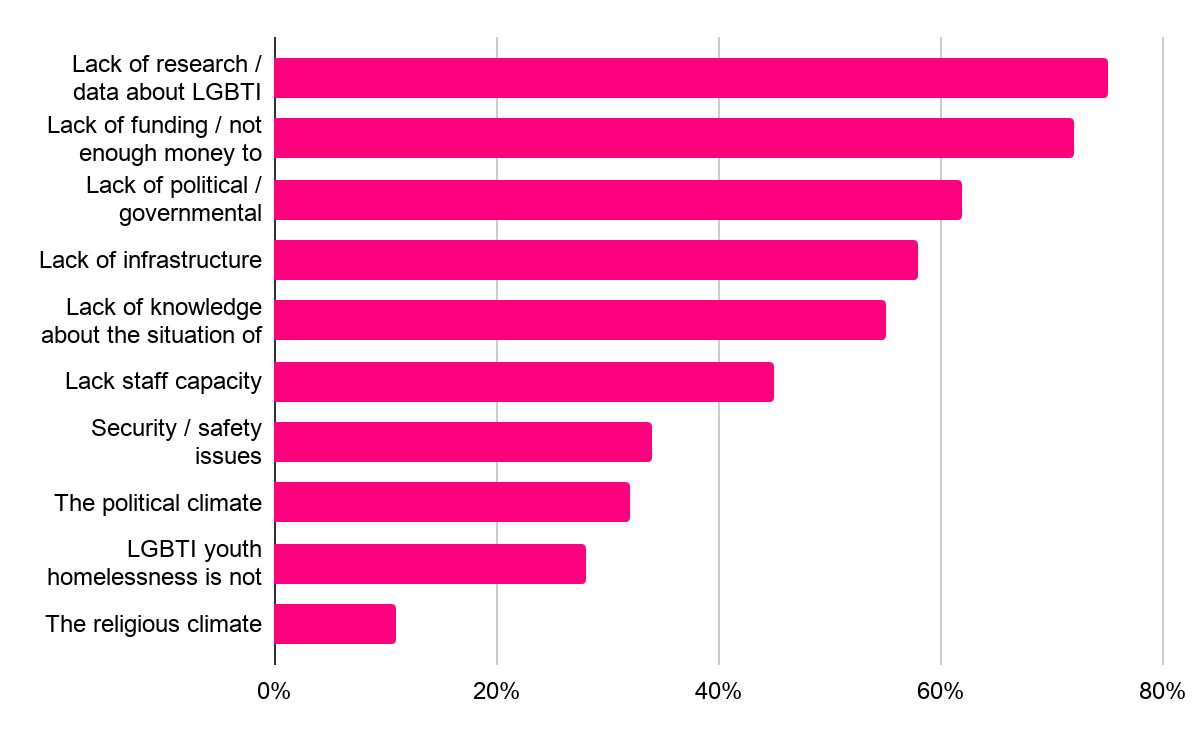 Lack of research /
data about LGBTI
Lack of funding / not
enough money to
Lack of political /
governmental
Lack of infrastructure
Lack of knowledge
about the situation of
Lack staff capacity
Security / safety
issues
The political climate
LGBTI youth
homelessness is not
The religious climate
0%
20%
40%
60%
80%